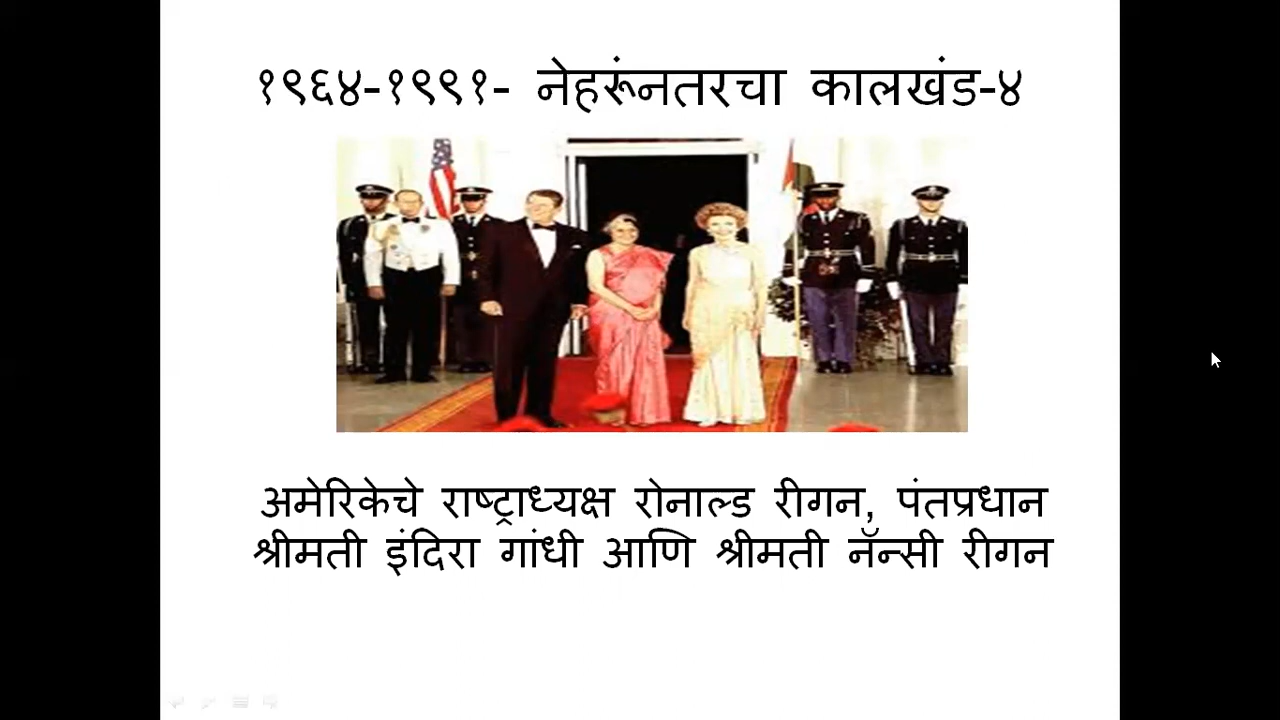 १९६४-१९९१- नेहरूंनतरचा कालखंड-४
अमेरिकेचे राष्ट्राध्यक्ष रोनाल्ड रीगन, पंतप्रधान
श्रीमती इंदिरा गांधी आणि श्रीमती नॅन्सी रीगन